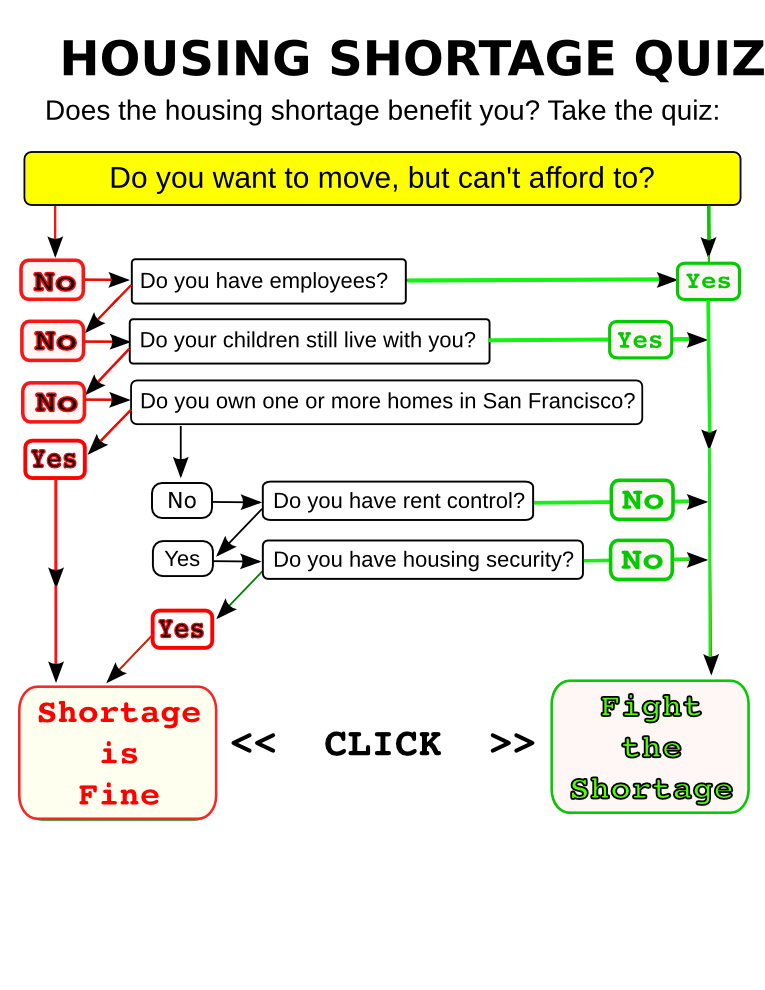 HOUSING SHORTAGE QUIZ
Does the housing shortage benefit you? Take the quiz:
Do you want to move, but can't afford to?
No
Do you have employees?
Yes
No
Do your children still live with you?
Yes
No
Do you own one or more homes in San Francisco?
Yes
No
Do you have rent control?
No
Yes
Do you have housing security?
No
Yes
Shortage
is
Fine
<< CLICK >>
Fight
the
Shortage